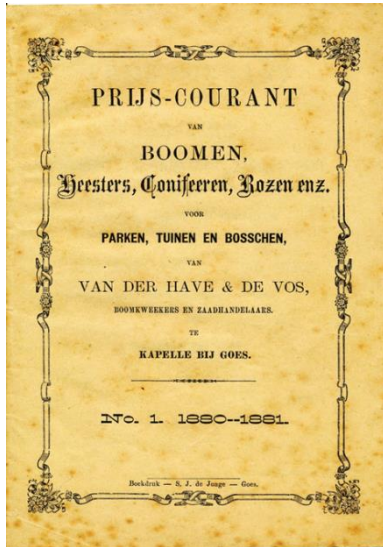 PRIJS-COURANT
VAN
BOOMEN,
Heesters, Coniferen, Rozen enz.
VOOR
PARKEN, TUINEN EN BOSSCHEN,
VAN
VAN DER HAVE & DE VOS,
BOOMKWEEKERS EN ZAADHANDELAARS.
TE
KAPELLE BIJ GOES.
No. 1. 1880--1881.
Boekdruk — S. J. de Jonge — Goes.